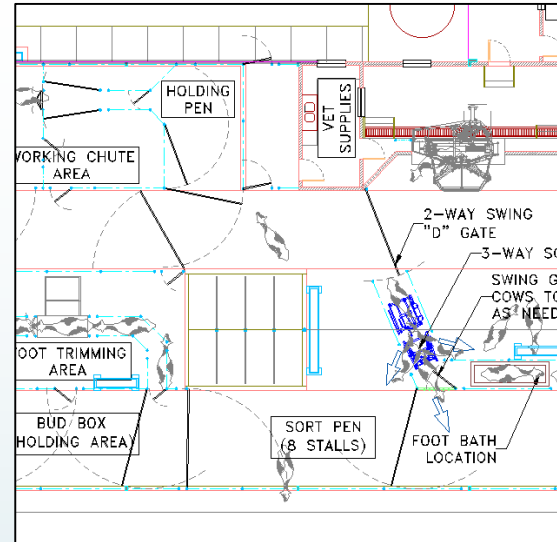 HOLDING
PEN
VET
SUPPLIES
WORKING CHUTE
AREA
2-WAY SWING
"D" GATE
3-WAY SO
SWING G
COWS TO
AS NEED
FOOT TRIMMING
AREA
BUD BOX
(HOLDING AREA)
SORT PEN
(8 STALLS)
FOOT BATH
LOCATION